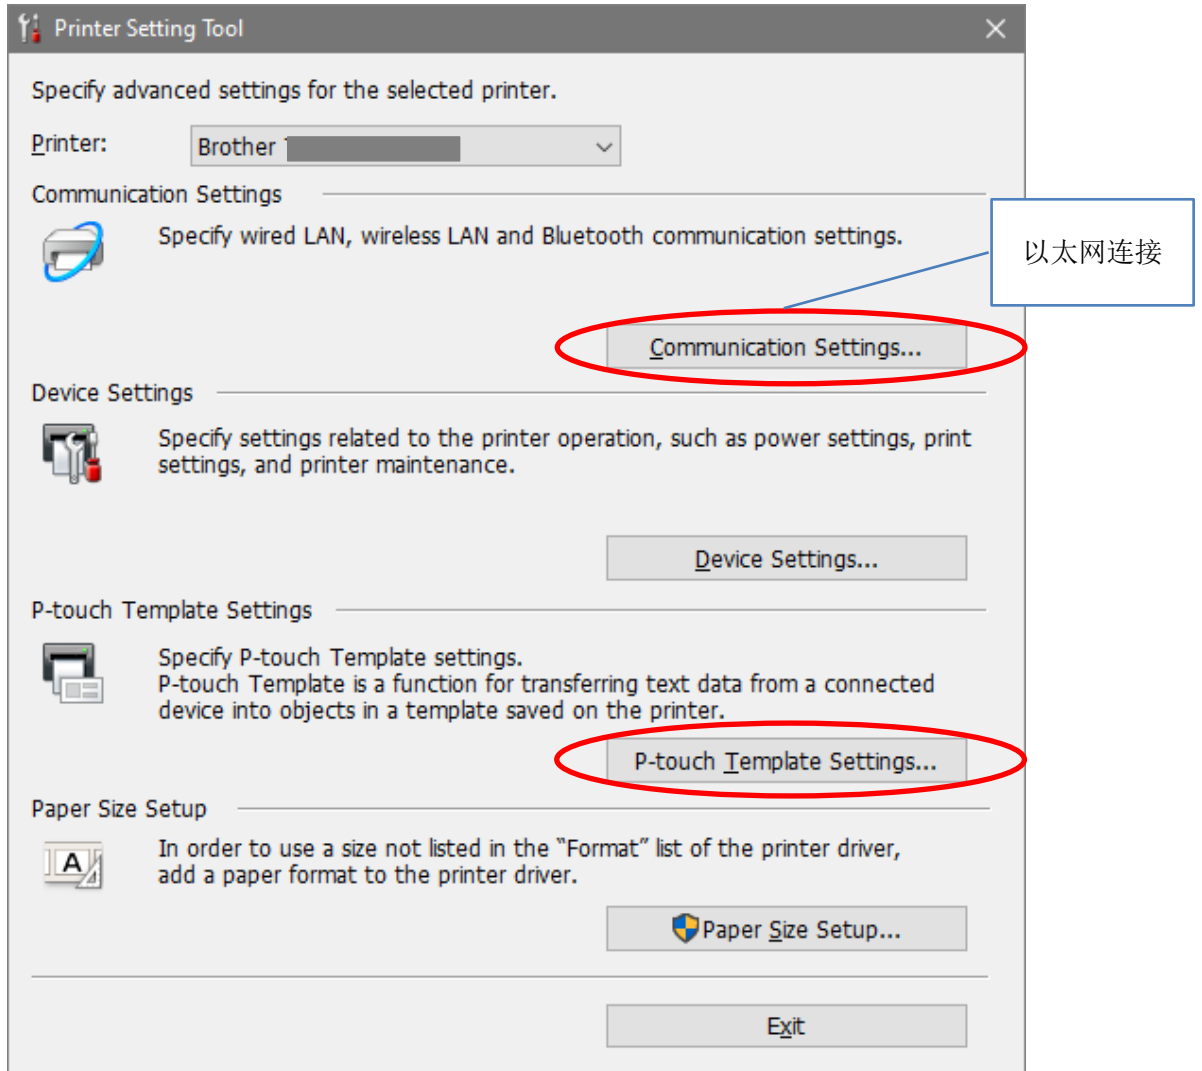 Printer Setting Tool
Specify advanced settings for the selected printer.
Printer:
Brother
Communication Settings
Specify wired LAN, wireless LAN and Bluetooth communication settings.
以太网连接
Communication Settings...
Device Settings
Specify settings related to the printer operation, such as power settings, print
settings, and printer maintenance.
Device Settings...
P-touch Template Settings
Specify P-touch Template settings.
P-touch Template is a function for transferring text data from a connected
device into objects in a template saved on the printer.
P-touch Template Settings...
Paper Size Setup
In order to use a size not listed in the “Format” list of the printer driver,
add a paper format to the printer driver.
A
Paper Size Setup...
Exit